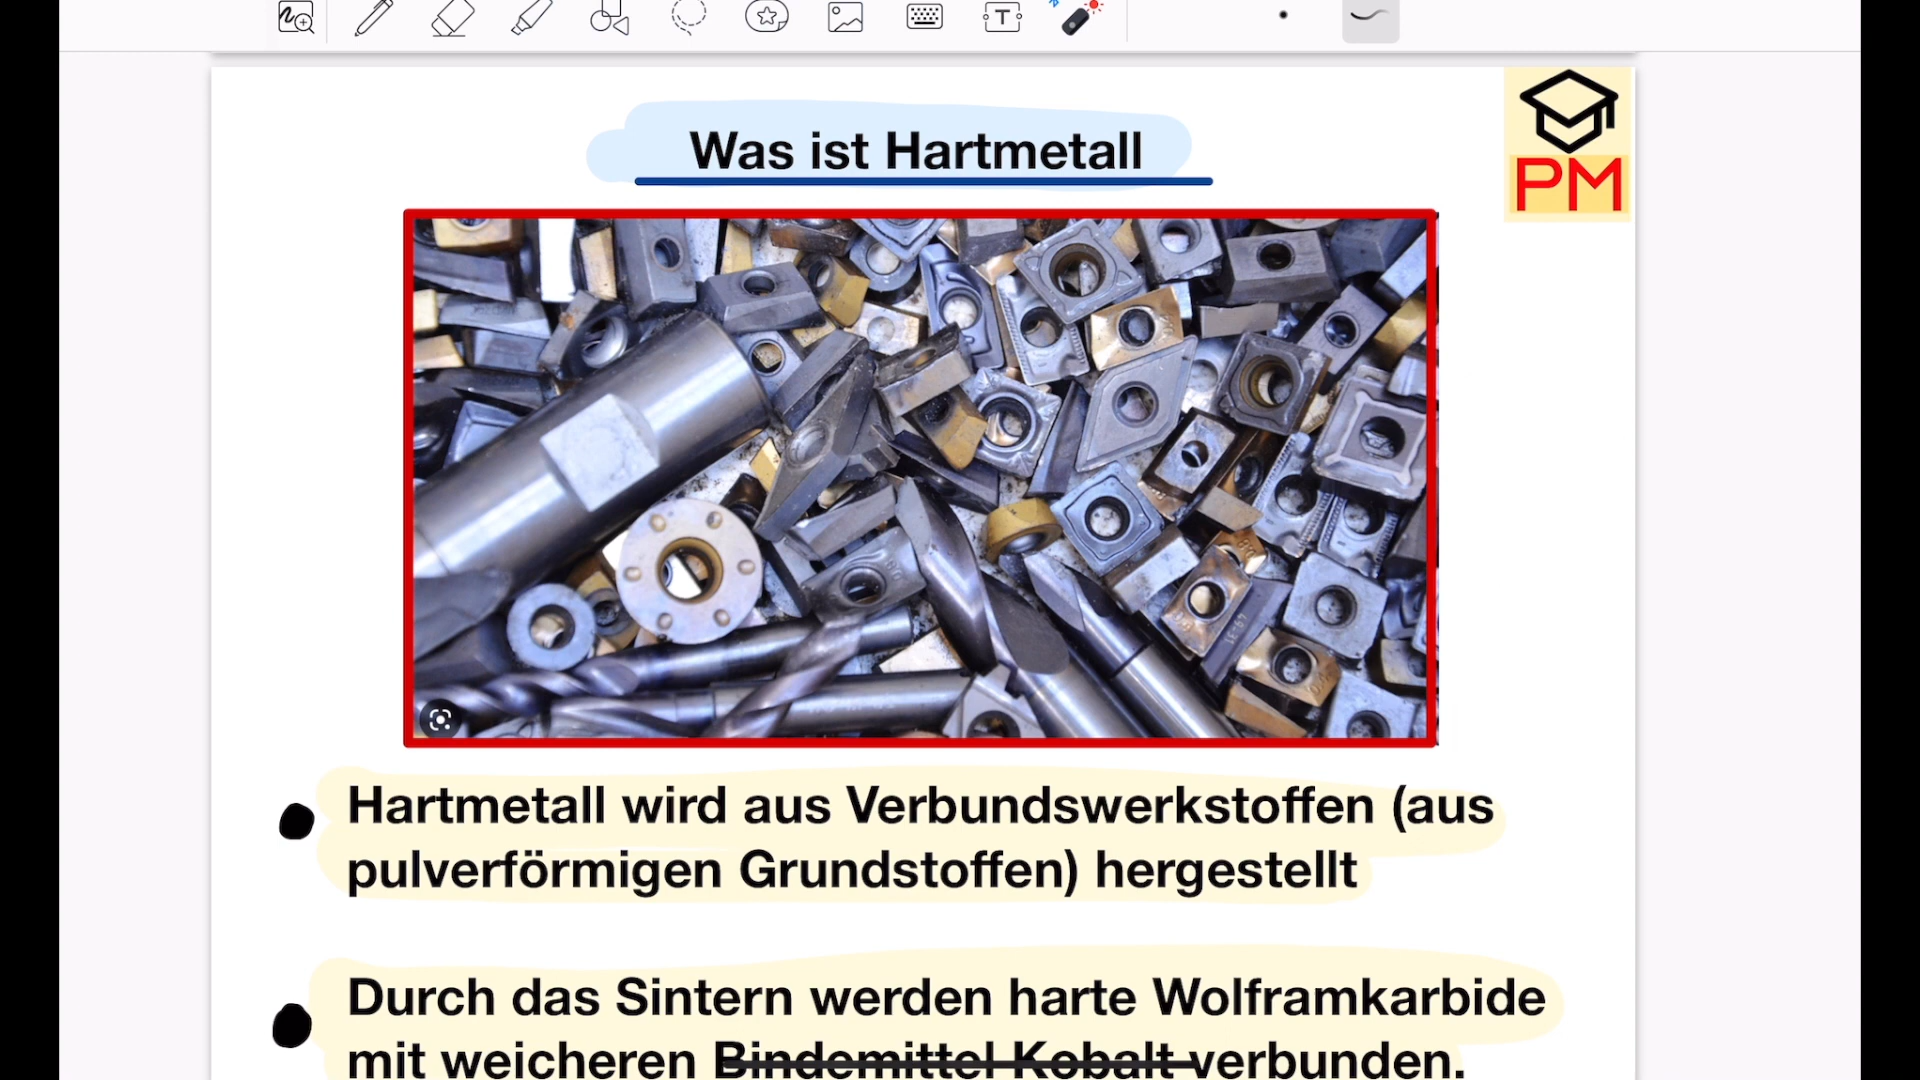 T
Was ist Hartmetall
PM
Hartmetall wird aus Verbundswerkstoffen (aus
pulverförmigen Grundstoffen) hergestellt
Durch das Sintern werden harte Wolframkarbide
mit weicheren Bindemittel Kobalt verbunden.